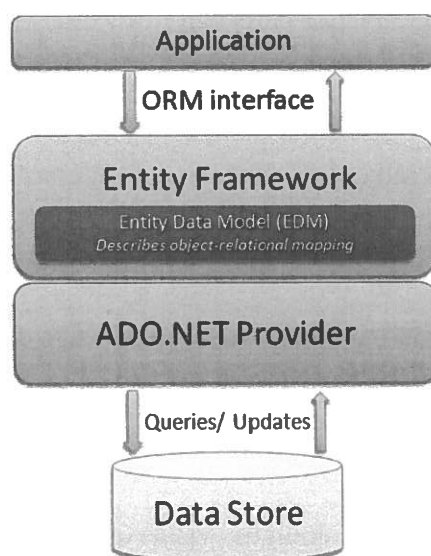 Application
ORM interface
Entity Framework
Entity Data Model (EDM)
Describes object-relational mapping
ADO.NET Provider
Queries/ Updates
Data Store